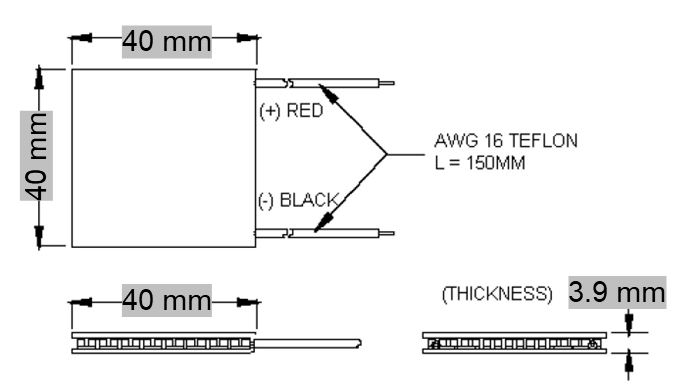 40 mm
(+) RED
40 mm
AWG 16 TEFLON
L = 150MM
(-) BLACK
40 mm
(THICKNESS) 3.9 mm